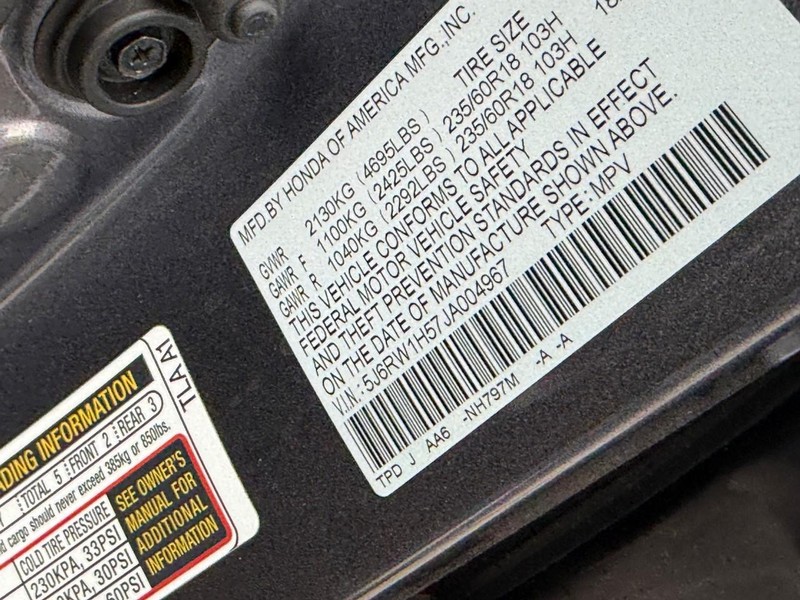 MFD.BY HONDA OF AMERICA MFG.,INC. 18
TIRE SIZE
GVWR 2130KG (4695LBS)
GAWR F 1100KG (2425LBS) 235/60R18 103H
GAWR R 1040KG (2292LBS) 235/60R18 103H
THIS VEHICLE CONFORMS TO ALL APPLICABLE
FEDERAL MOTOR VEHICLE SAFETY
AND THEFT PREVENTION STANDARDS IN EFFECT
ON THE DATE OF MANUFACTURE SHOWN ABOVE.
V.I.N.: 5J6RW1H57JA004967 TYPE: MPV
TPD J AA6 -NH797M -A -A
TLA A1
ADING INFORMATION
TOTAL 5 FRONT 2 REAR 3
d cargo should never exceed 385kg or 850lbs.
COLD TIRE PRESSURE
230KPA, 33PSI
KPA, 30PSI
60PSI
SEE OWNER'S
MANUAL FOR
ADDITIONAL
INFORMATION